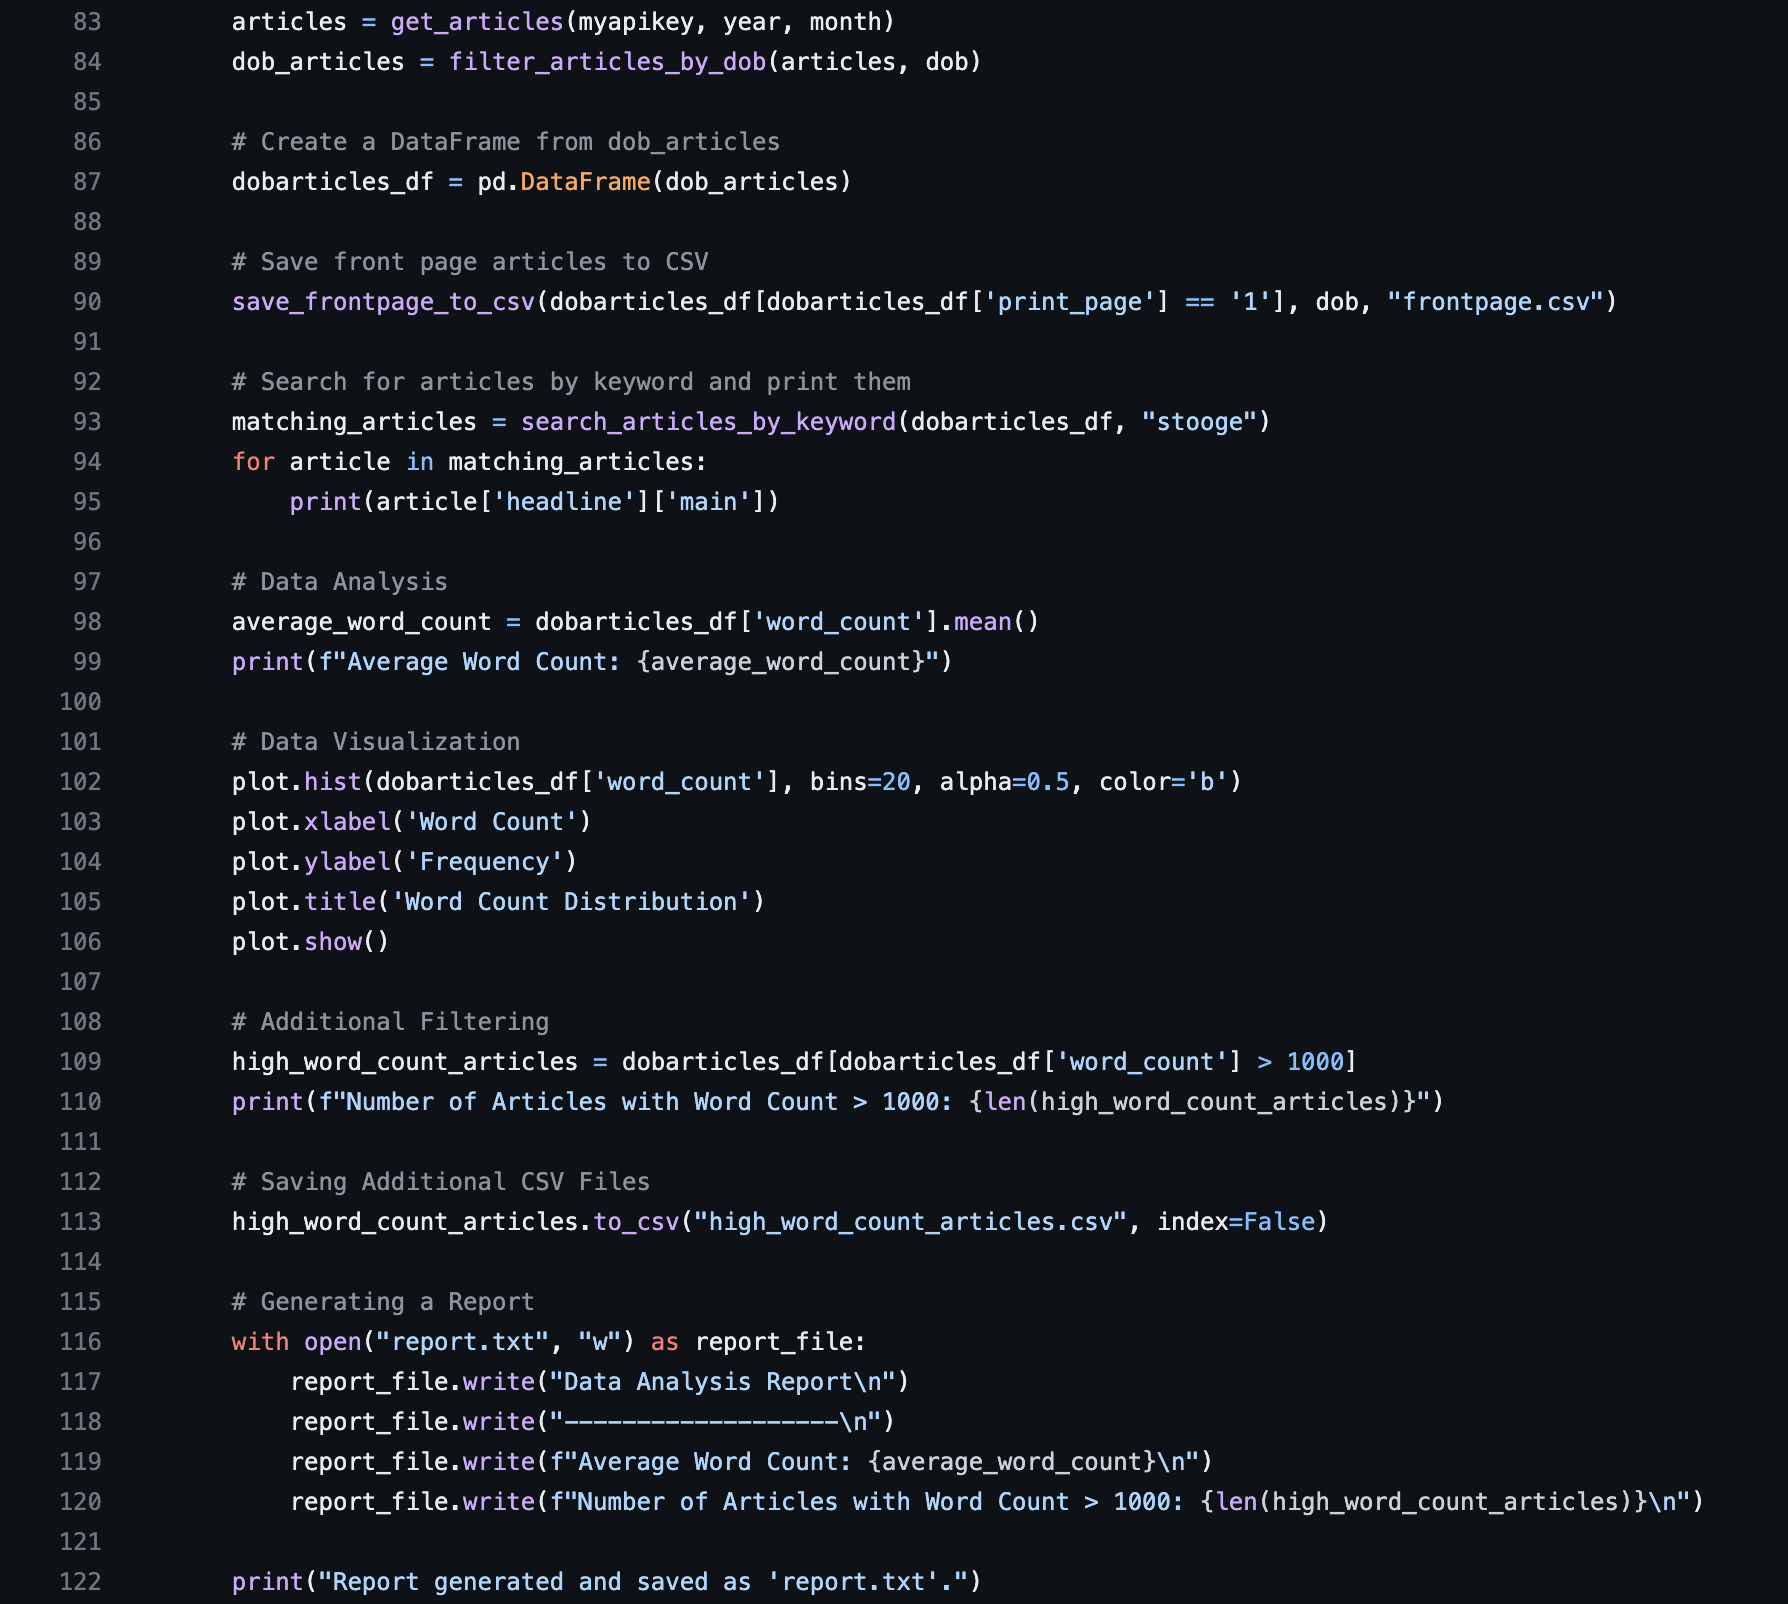 83 articles = get_articles(myapikey, year, month)
84 dob_articles = filter_articles_by_dob(articles, dob)
85
86 # Create a DataFrame from dob_articles
87 dobarticles_df = pd.DataFrame(dob_articles)
88
89 # Save front page articles to CSV
90 save_frontpage_to_csv(dobarticles_df[dobarticles_df['print_page'] == '1'], dob, "frontpage.csv")
91
92 # Search for articles by keyword and print them
93 matching_articles = search_articles_by_keyword(dobarticles_df, "stooge")
94 for article in matching_articles:
95     print(article['headline']['main'])
96
97 # Data Analysis
98 average_word_count = dobarticles_df['word_count'].mean()
99 print(f"Average Word Count: {average_word_count}")
100
101 # Data Visualization
102 plot.hist(dobarticles_df['word_count'], bins=20, alpha=0.5, color='b')
103 plot.xlabel('Word Count')
104 plot.ylabel('Frequency')
105 plot.title('Word Count Distribution')
106 plot.show()
107
108 # Additional Filtering
109 high_word_count_articles = dobarticles_df[dobarticles_df['word_count'] > 1000]
110 print(f"Number of Articles with Word Count > 1000: {len(high_word_count_articles)}")
111
112 # Saving Additional CSV Files
113 high_word_count_articles.to_csv("high_word_count_articles.csv", index=False)
114
115 # Generating a Report
116 with open("report.txt", "w") as report_file:
117     report_file.write("Data Analysis Report\n")
118     report_file.write("-------------------\n")
119     report_file.write(f"Average Word Count: {average_word_count}\n")
120     report_file.write(f"Number of Articles with Word Count > 1000: {len(high_word_count_articles)}\n")
121
122 print("Report generated and saved as 'report.txt'.")